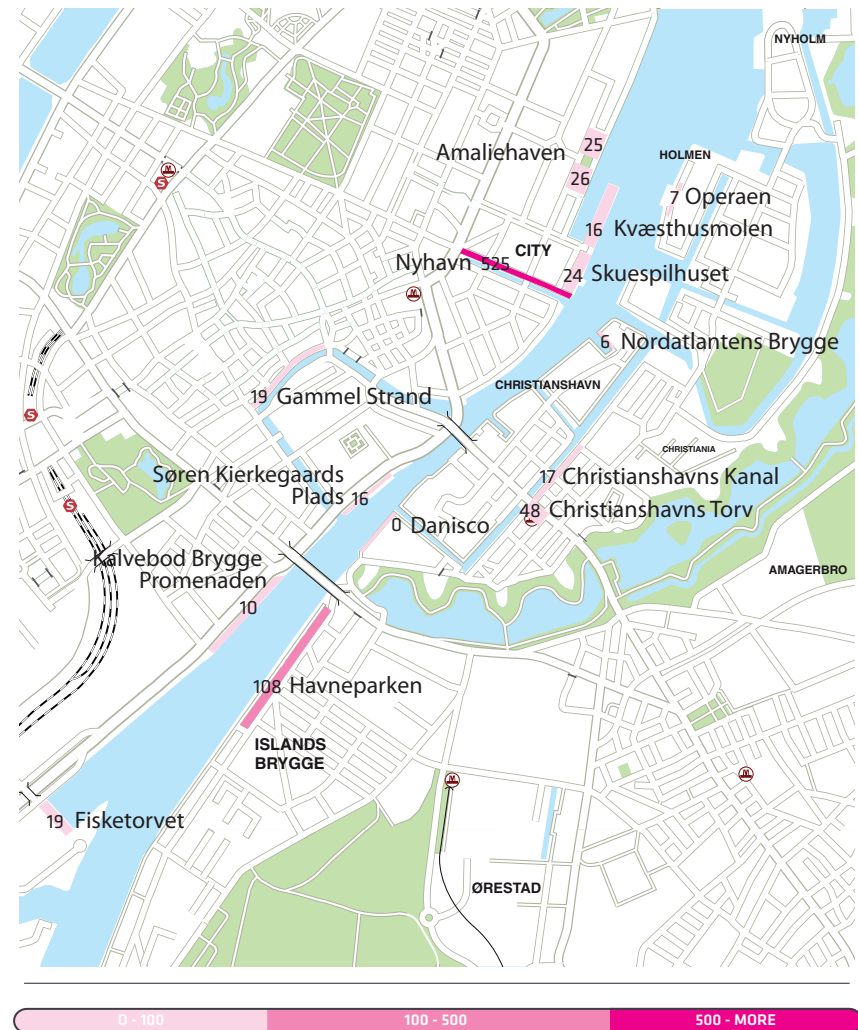 NYHOLM
25
Amaliehaven
HOLMEN
26
7 Operaen
16 Kvæsthusmolen
CITY
Nyhavn 525
24 Skuespilhuset
6 Nordatlantens Brygge
CHRISTIANSHAVN
19 Gammel Strand
CHRISTIANIA
Søren Kierkegaards
Plads 16
17 Christianshavns Kanal
48 Christianshavns Torv
0 Danisco
Kalvebod Brygge
Promenaden
10
AMAGERBRO
108 Havneparken
ISLANDS
BRYGGE
19 Fisketorvet
ØRESTAD
0 - 100
100 - 500
500 - MORE
S
S
S
M
M
M
M
M